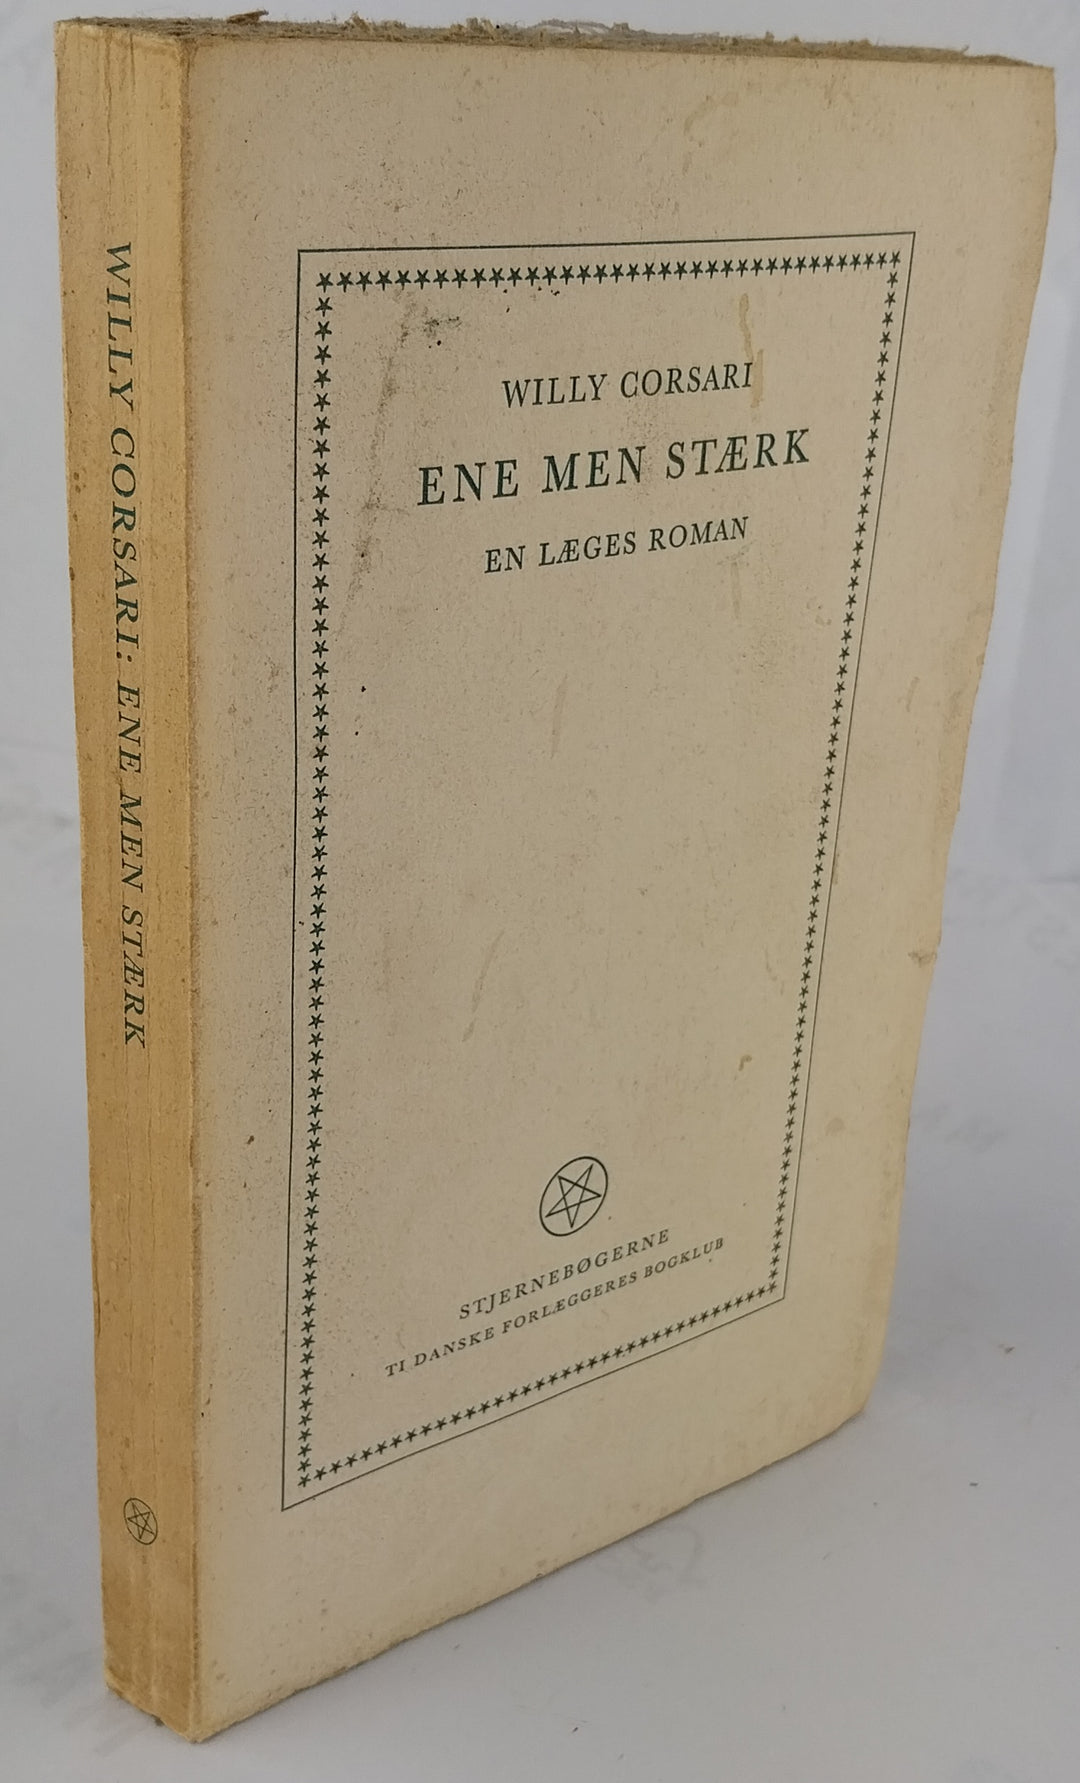 WILLY CORSARI: ENE MEN STÆRK
WILLY CORSARI
ENE MEN STÆRK
EN LÆGES ROMAN
STJERNEBØGERNE
TI DANSKE FORLÆGGERES BOGKLUB